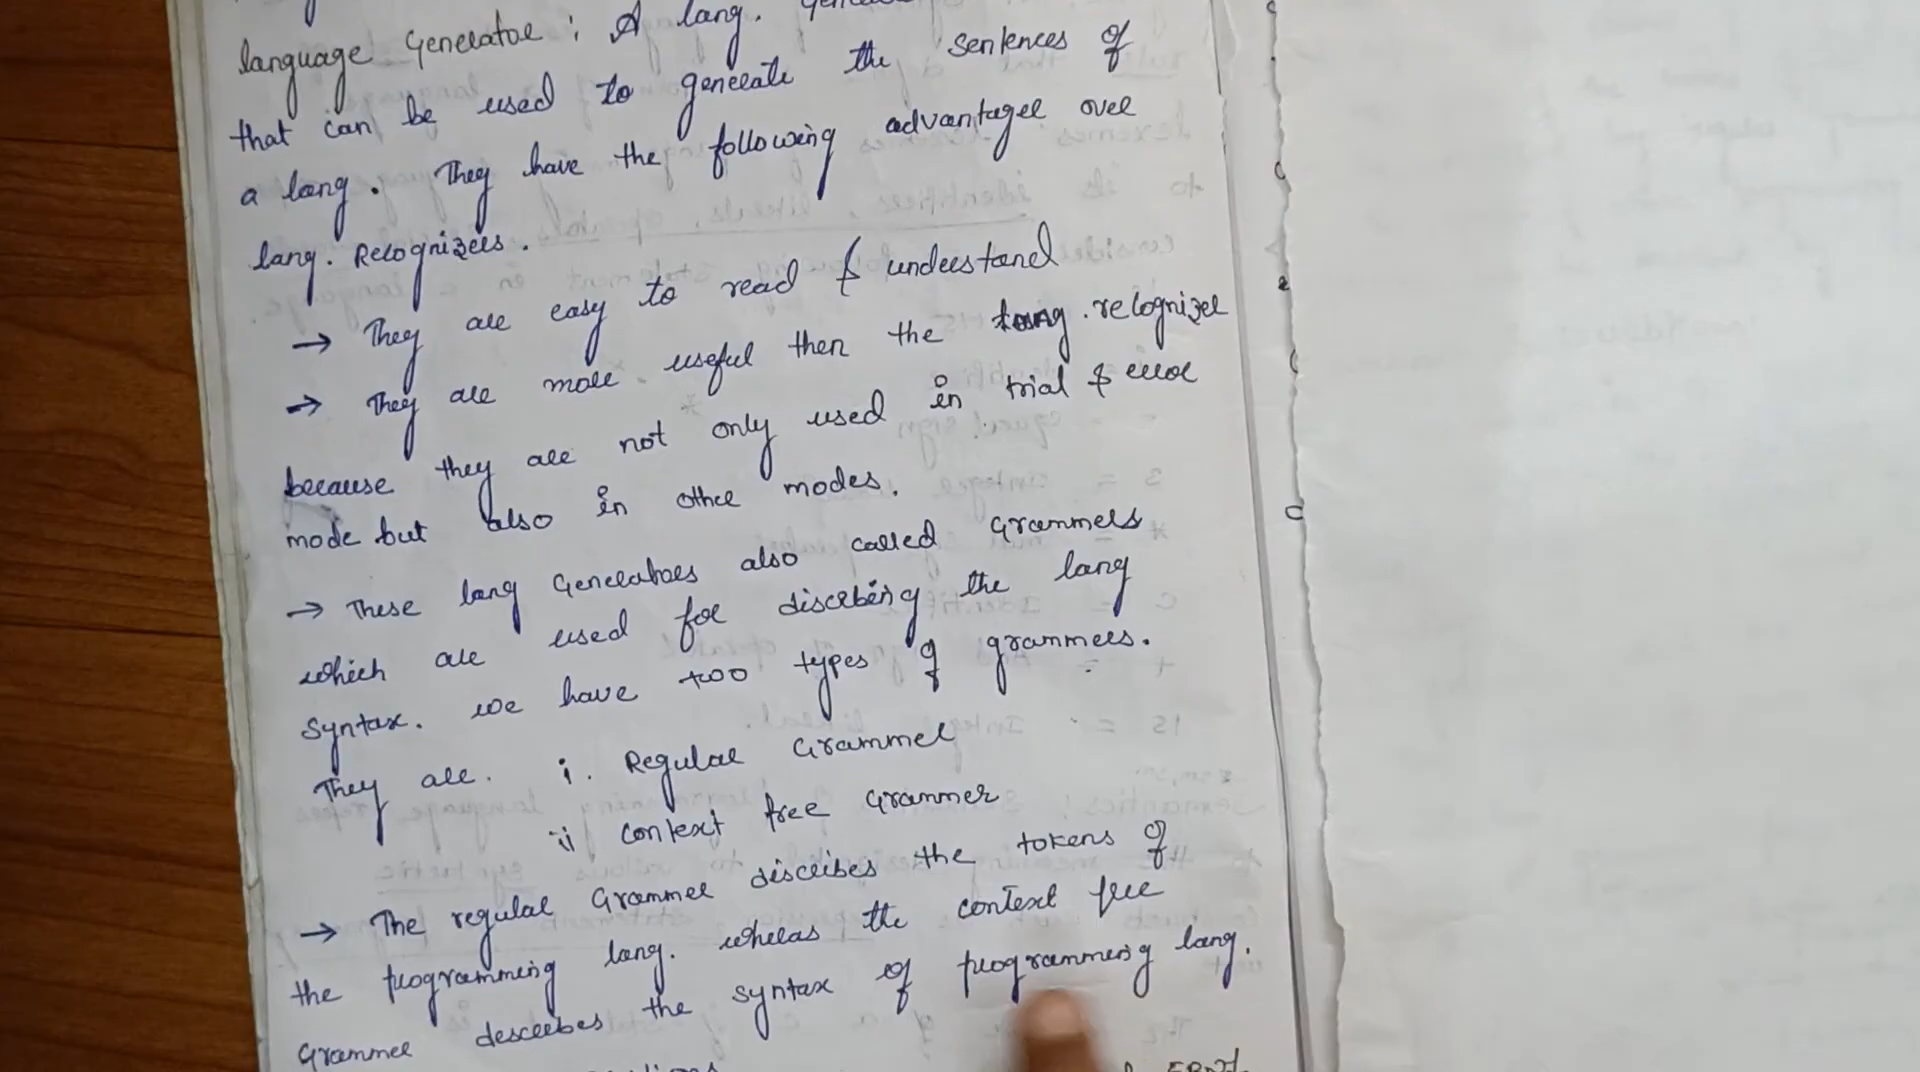 language Generator : A lang.
that can be used to generate the sentences of
a lang. They have the following advantages over
lang. Recognizers.
→ They are easy to read & understand
→ They are more useful then the lang. recognizer
because they are not only used in trial & error
mode but also in other modes.
→ These lang Generators also called Grammers
which are used for discribing the lang
syntax. we have two types of grammers.
They are. i. Regular Grammer
ii context free Grammer
→ The regular Grammer discribes the tokens of
the programming lang. wheras the context free
Grammer describes the syntax of programming lang.